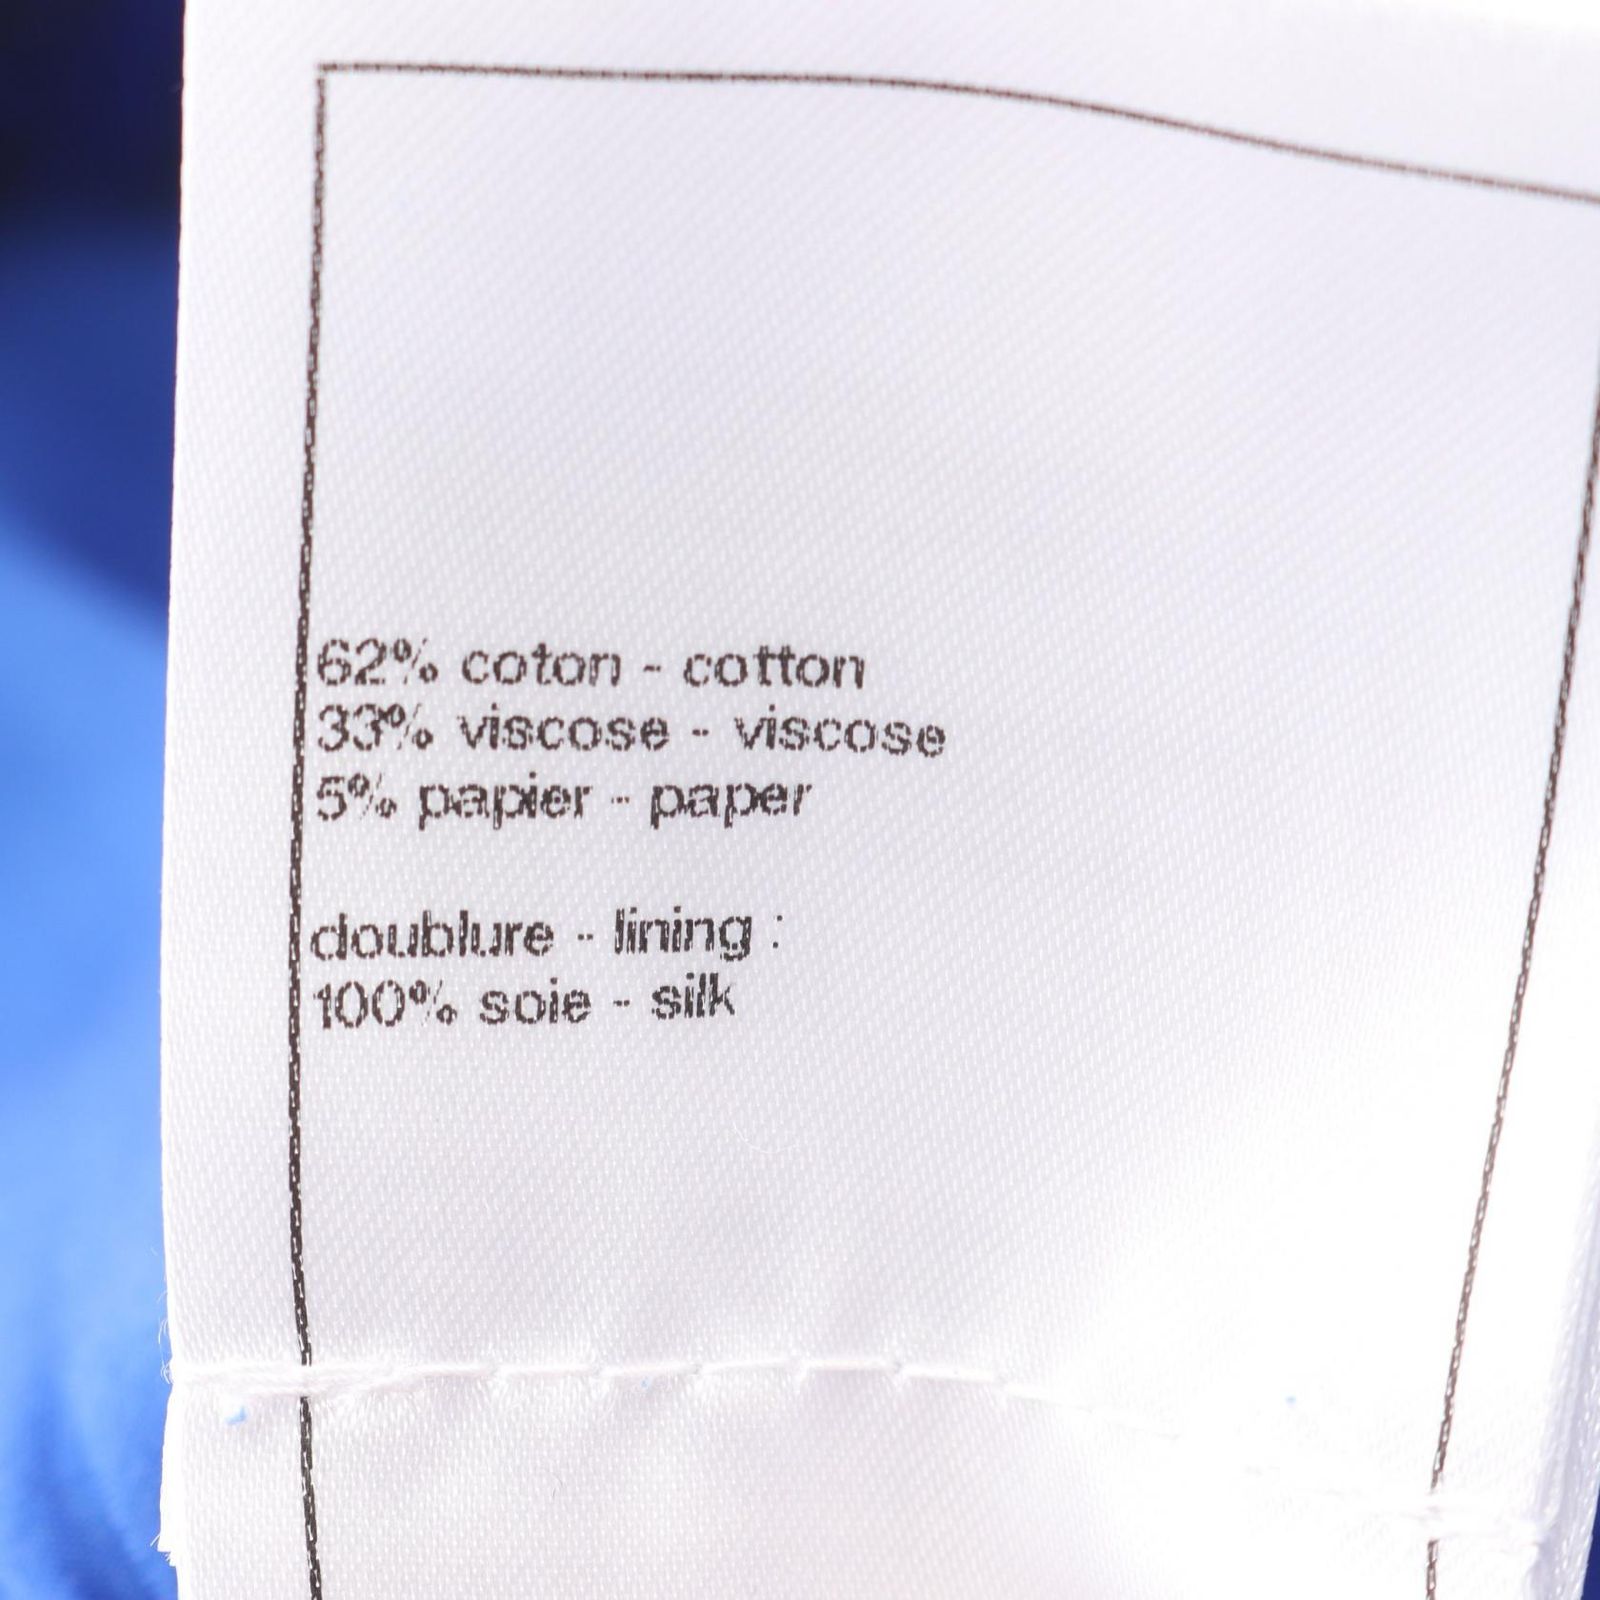 62% coton - cotton
33% viscose - viscose
5% papier - paper
doublure - lining :
100% soie - silk